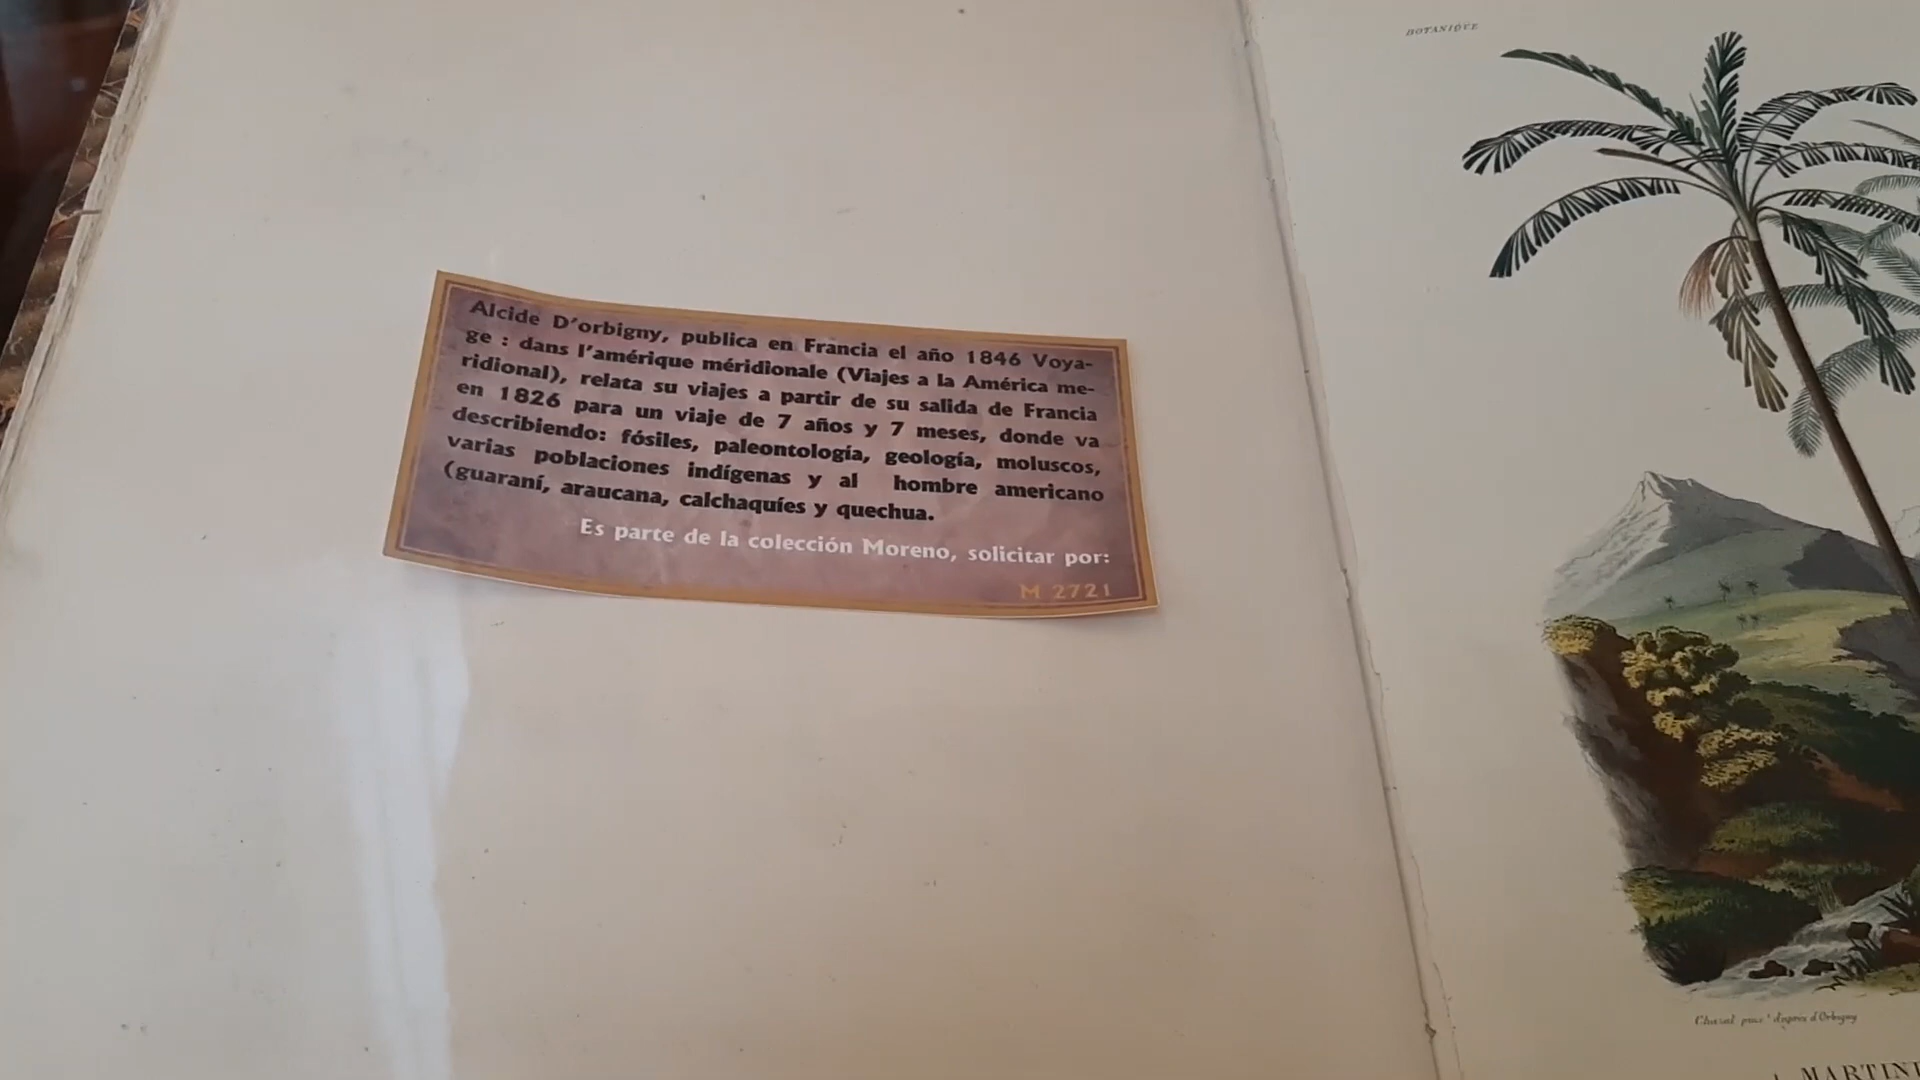 Alcide D'orbigny, publica en Francia el año 1846 Voya-
ge : dans l'amérique méridionale (Viajes a la América me-
ridional), relata su viajes a partir de su salida de Francia
en 1826 para un viaje de 7 años y 7 meses, donde va
describiendo: fósiles, paleontología, geología, moluscos,
varias poblaciones indígenas y al hombre americano
(guaraní, araucana, calchaquíes y quechua.
Es parte de la colección Moreno, solicitar por:
M 2721
BOTANIQUE
d'après d'Orbigny